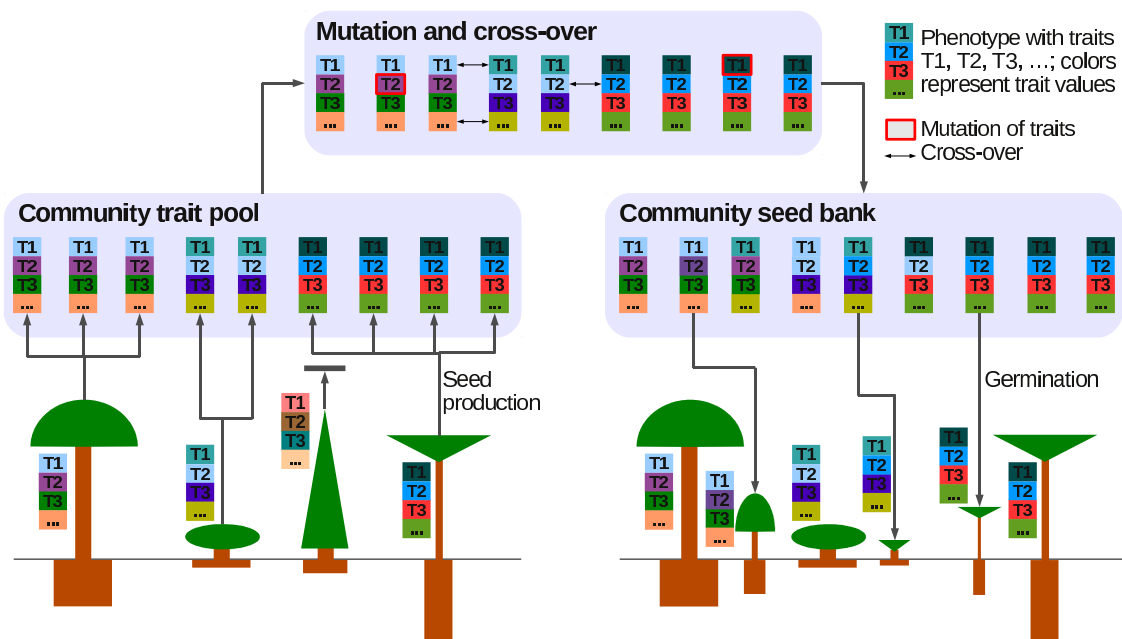 Mutation and cross-over
T1 T1 T1 T1 T1 T1 T1 T1 T1
T2 T2 T2 T2 T2 T2 T2 T2 T2
T3 T3 T3 T3 T3 T3 T3 T3 T3
... ... ... ... ... ... ... ... ...
T1 Phenotype with traits
T2 T1, T2, T3, ...; colors
T3 represent trait values
...
Mutation of traits
Cross-over
Community trait pool
T1 T1 T1 T1 T1 T1 T1 T1 T1
T2 T2 T2 T2 T2 T2 T2 T2 T2
T3 T3 T3 T3 T3 T3 T3 T3 T3
... ... ... ... ... ... ... ... ...
Community seed bank
T1 T1 T1 T1 T1 T1 T1 T1 T1
T2 T2 T2 T2 T2 T2 T2 T2 T2
T3 T3 T3 T3 T3 T3 T3 T3 T3
... ... ... ... ... ... ... ... ...
Seed
production
Germination
T1
T2
T3
...
T1
T2
T3
...
T1
T2
T3
...
T1
T2
T3
...
T1
T2
T3
...
T1
T2
T3
...
T1
T2
T3
...
T1
T2
T3
...
T1
T2
T3
...
T1
T2
T3
...